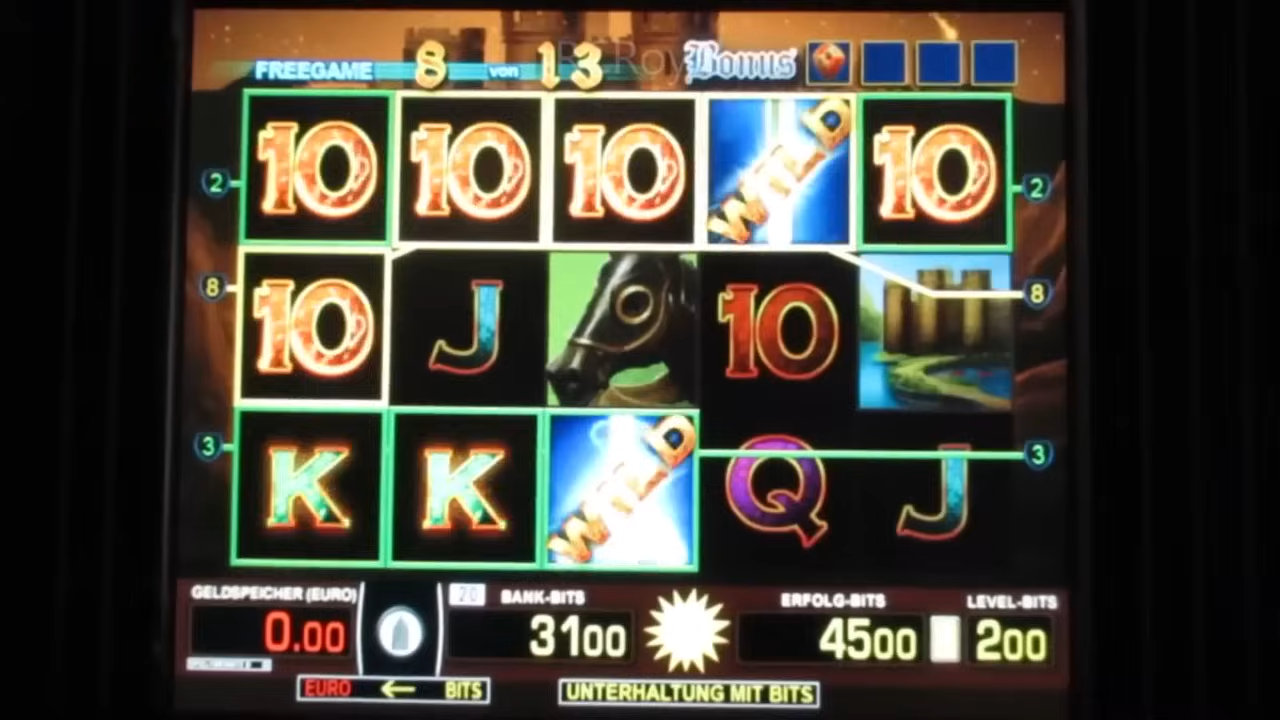 FREEGAME 8 von 13 Bonus
10 10 10 WILD 10
2 2
8 8
10 J 10
3 3
K K WILD Q J
GELDSPEICHER (EURO) 20 BANK-BITS ERFOLG-BITS LEVEL-BITS
0.00 3100 4500 200
EURO ← BITS UNTERHALTUNG MIT BITS